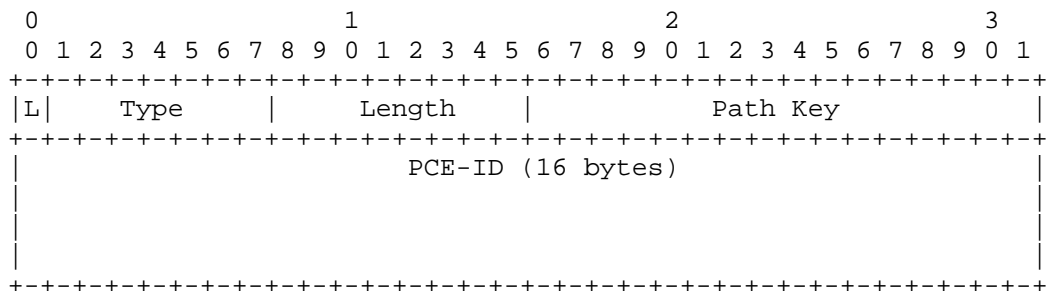 0                   1                   2                   3
 0 1 2 3 4 5 6 7 8 9 0 1 2 3 4 5 6 7 8 9 0 1 2 3 4 5 6 7 8 9 0 1
+-+-+-+-+-+-+-+-+-+-+-+-+-+-+-+-+-+-+-+-+-+-+-+-+-+-+-+-+-+-+-+-+
|L|    Type     |     Length    |           Path Key            |
+-+-+-+-+-+-+-+-+-+-+-+-+-+-+-+-+-+-+-+-+-+-+-+-+-+-+-+-+-+-+-+-+
|                        PCE-ID (16 bytes)                      |
|                                                               |
|                                                               |
|                                                               |
+-+-+-+-+-+-+-+-+-+-+-+-+-+-+-+-+-+-+-+-+-+-+-+-+-+-+-+-+-+-+-+-+